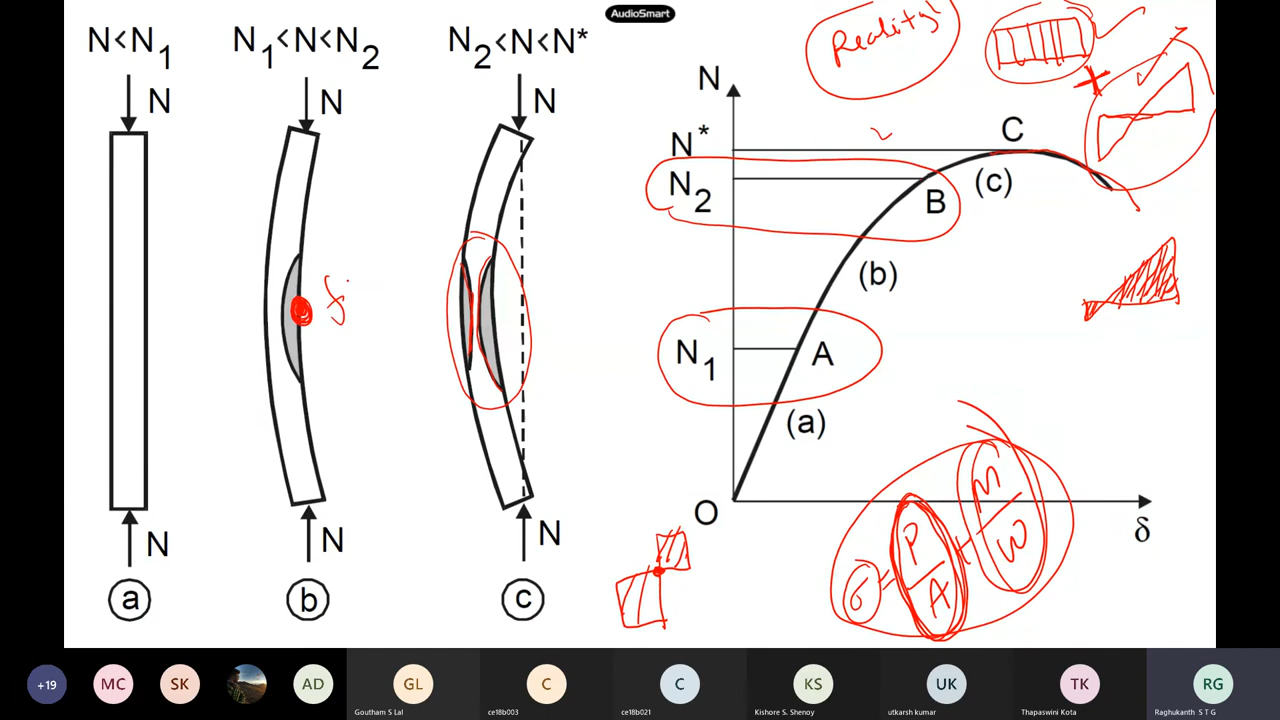 AudioSmart
N<N1
N1<N<N2
N2<N<N*
N
N
N
N
N
N
a
b
c
Reality!
N
N*
N2
N1
O
A
B
C
(a)
(b)
(c)
δ
σ = P/A + M/W
+19
MC
SK
AD
GL
C
C
KS
UK
TK
RG
Goutham S Lal
ce18b003
ce18b021
Kishore S. Shenoy
utkarsh kumar
Thapaswini Kota
Raghukanth S T G